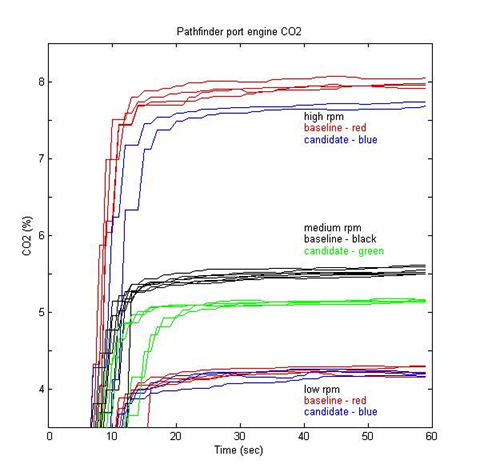 Pathfinder port engine CO2
8
high rpm
baseline - red
candidate - blue
7
medium rpm
6
baseline - black
candidate - green
CO2 (%)
5
4
low rpm
baseline - red
candidate - blue
0 10 20 30 40 50 60
Time (sec)